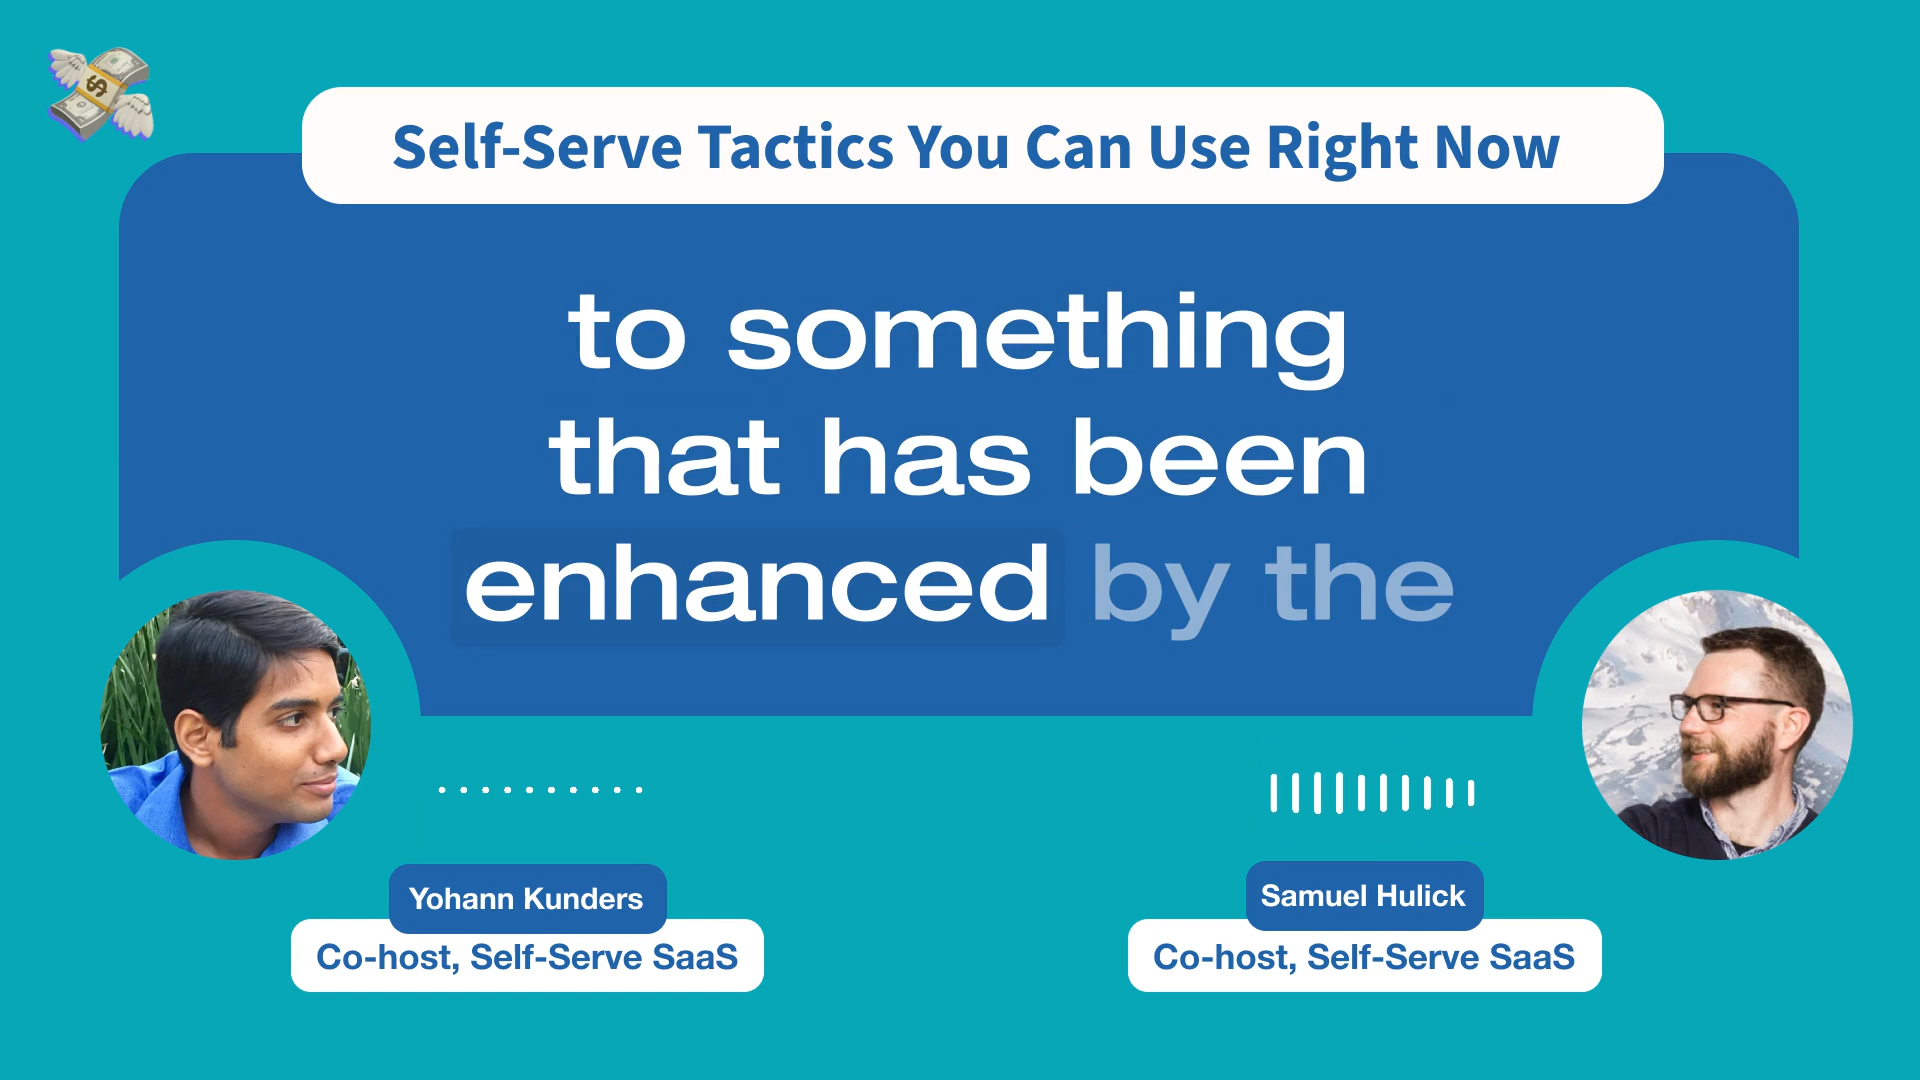 Self-Serve Tactics You Can Use Right Now
to something
that has been
enhanced by the
Yohann Kunders
Co-host, Self-Serve SaaS
Samuel Hulick
Co-host, Self-Serve SaaS